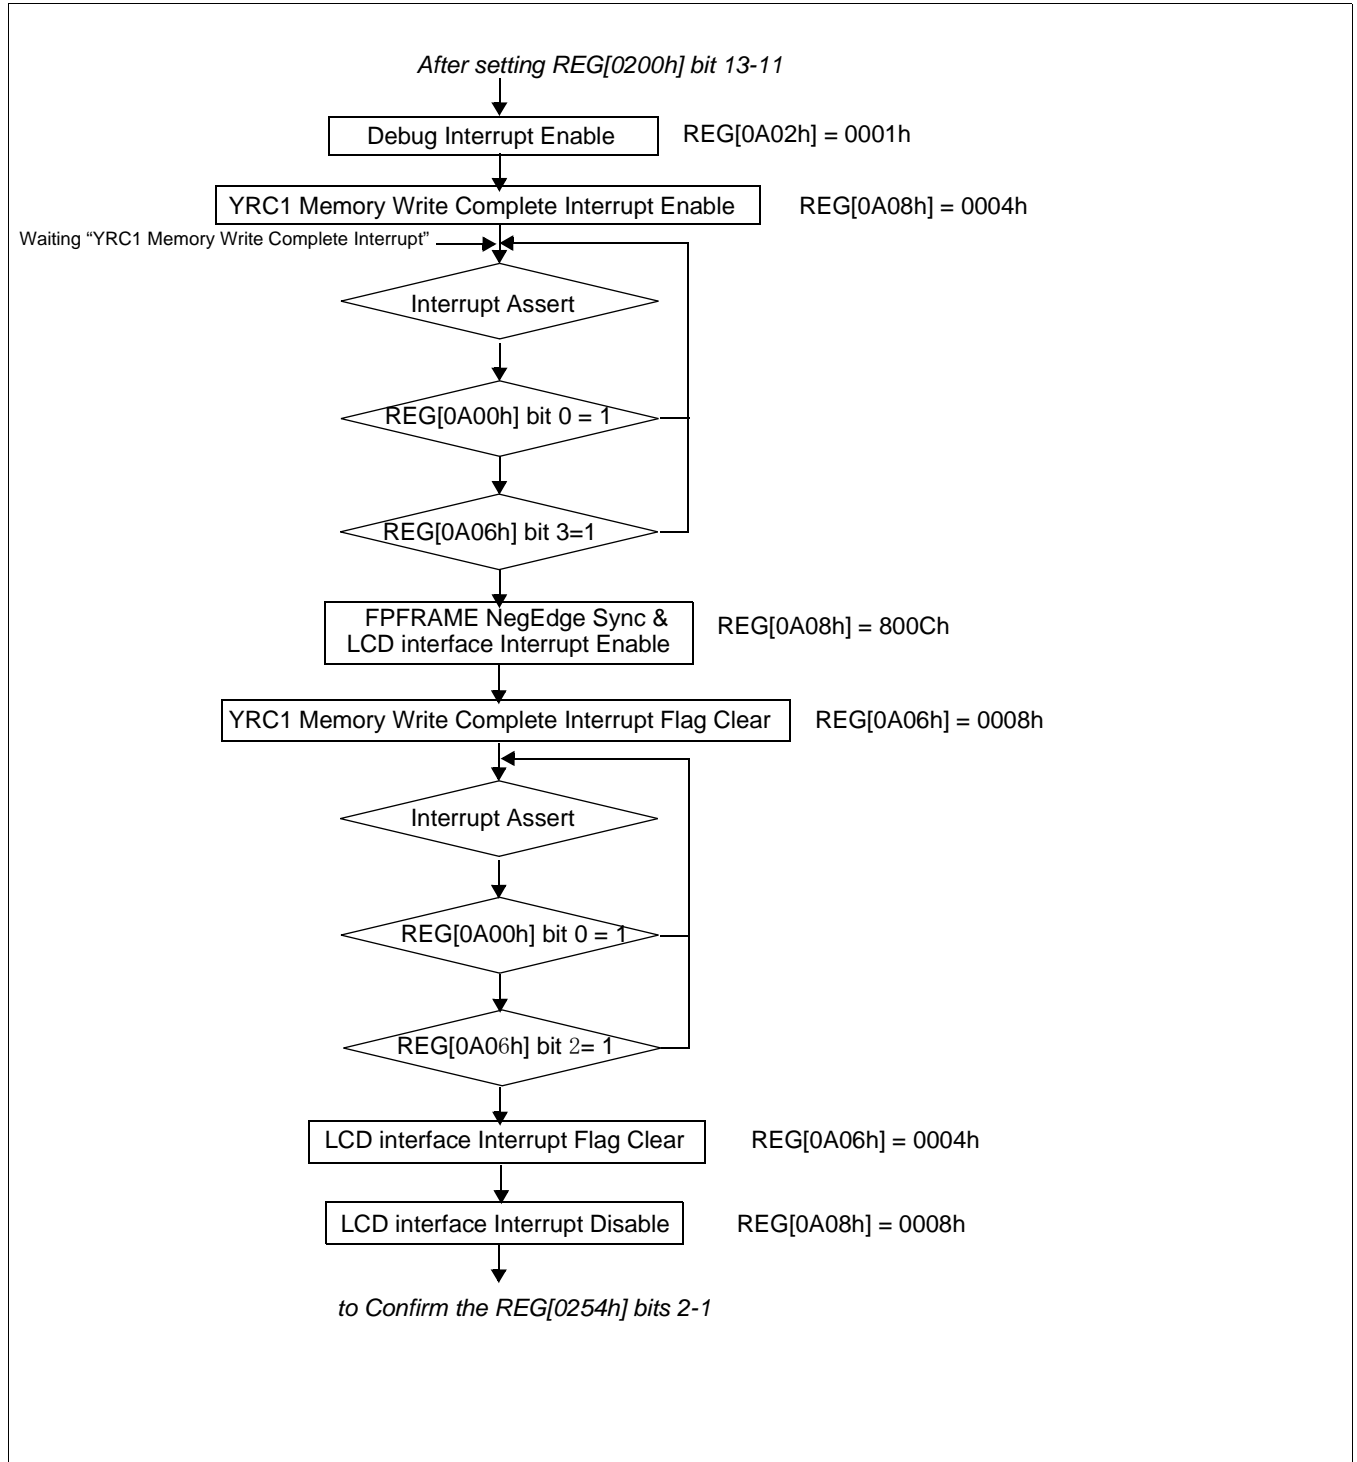 After setting REG[0200h] bit 13-11
Debug Interrupt Enable
REG[0A02h] = 0001h
YRC1 Memory Write Complete Interrupt Enable
REG[0A08h] = 0004h
Waiting “YRC1 Memory Write Complete Interrupt”
Interrupt Assert
REG[0A00h] bit 0 = 1
REG[0A06h] bit 3=1
FPFRAME NegEdge Sync &
LCD interface Interrupt Enable
REG[0A08h] = 800Ch
YRC1 Memory Write Complete Interrupt Flag Clear
REG[0A06h] = 0008h
Interrupt Assert
REG[0A00h] bit 0 = 1
REG[0A06h] bit 2= 1
LCD interface Interrupt Flag Clear
REG[0A06h] = 0004h
LCD interface Interrupt Disable
REG[0A08h] = 0008h
to Confirm the REG[0254h] bits 2-1